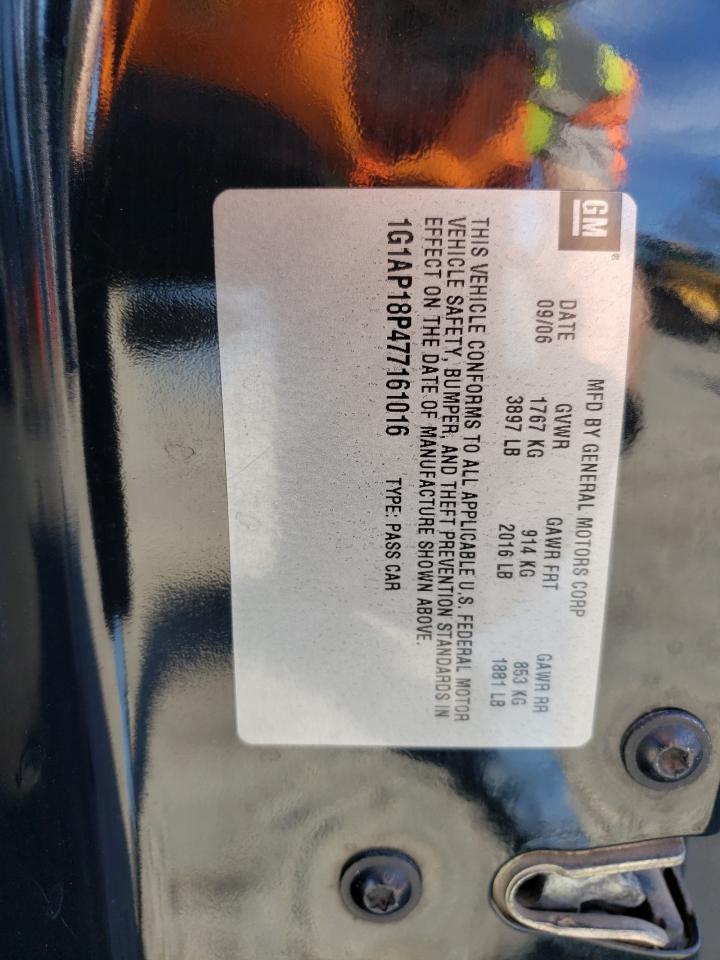 GM®
MFD BY GENERAL MOTORS CORP
DATE GVWR GAWR FRT GAWR RR
09/06 1767 KG 914 KG 853 KG
3897 LB 2016 LB 1881 LB
THIS VEHICLE CONFORMS TO ALL APPLICABLE U.S. FEDERAL MOTOR
VEHICLE SAFETY, BUMPER, AND THEFT PREVENTION STANDARDS IN
EFFECT ON THE DATE OF MANUFACTURE SHOWN ABOVE.
1G1AP18P477161016 TYPE: PASS CAR